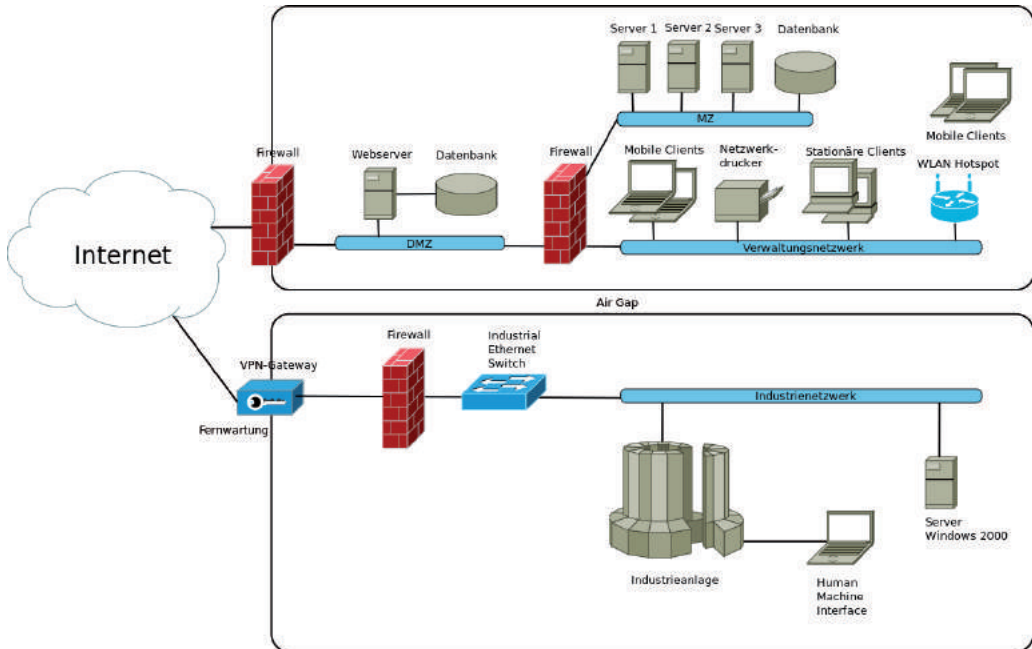 Server 1
Server 2
Server 3
Datenbank
MZ
Mobile Clients
Firewall
Webserver
Datenbank
Firewall
Mobile Clients
Netzwerk-
drucker
Stationäre Clients
WLAN Hotspot
Internet
DMZ
Verwaltungsnetzwerk
Air Gap
VPN-Gateway
Firewall
Industrial
Ethernet
Switch
Industrienetzwerk
Fernwartung
Industrieanlage
Human
Machine
Interface
Server
Windows 2000